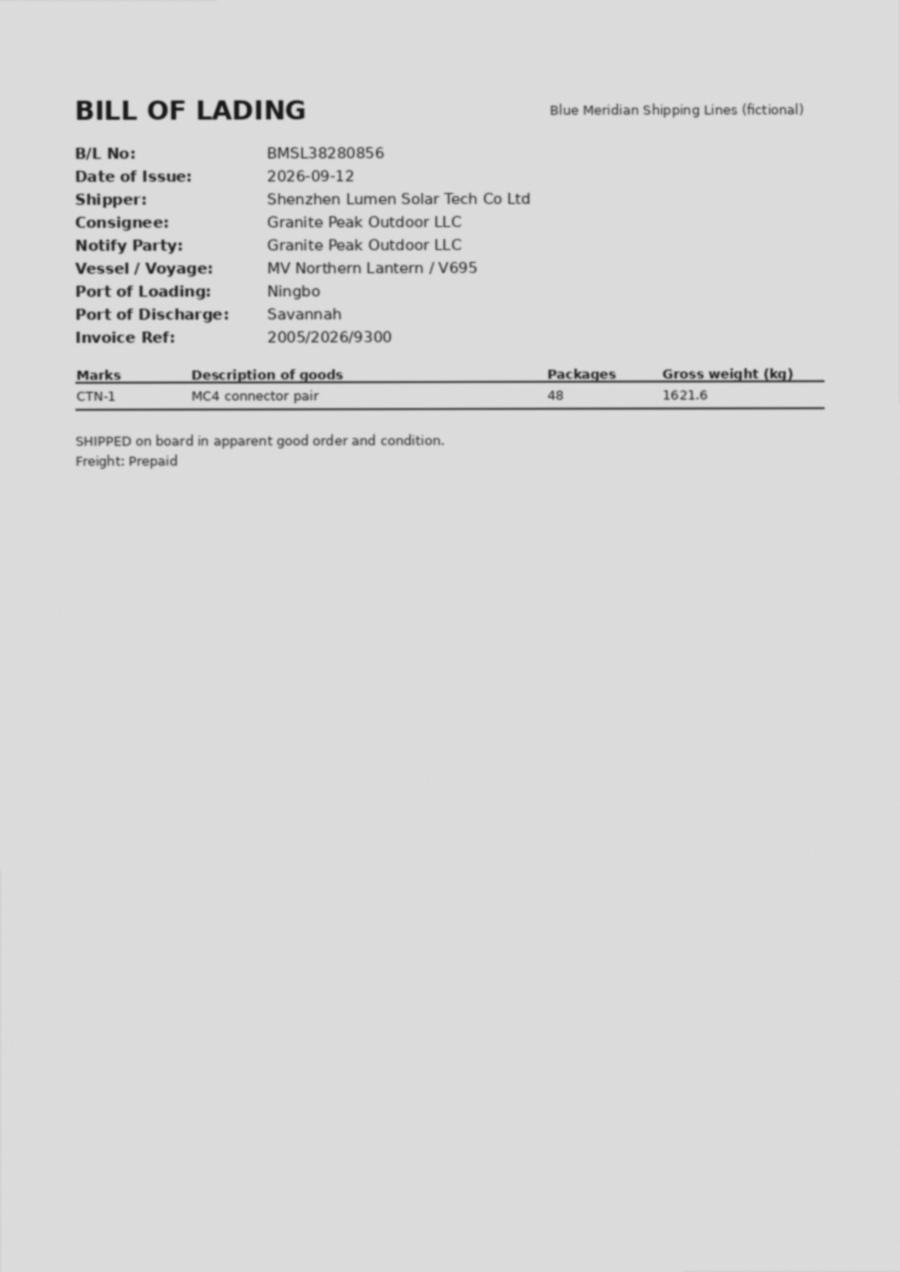 BILL OF LADING
Blue Meridian Shipping Lines (fictional)
B/L No: BMSL38280856
Date of Issue: 2026-09-12
Shipper: Shenzhen Lumen Solar Tech Co Ltd
Consignee: Granite Peak Outdoor LLC
Notify Party: Granite Peak Outdoor LLC
Vessel / Voyage: MV Northern Lantern / V695
Port of Loading: Ningbo
Port of Discharge: Savannah
Invoice Ref: 2005/2026/9300
Marks Description of goods Packages Gross weight (kg)
CTN-1 MC4 connector pair 48 1621.6
SHIPPED on board in apparent good order and condition.
Freight: Prepaid